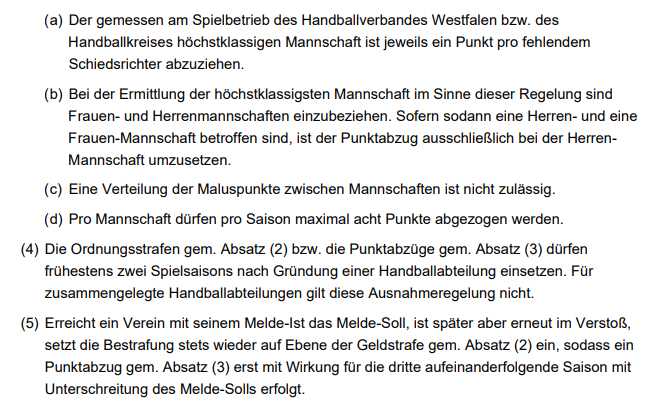 (a) Der gemessen am Spielbetrieb des Handballverbandes Westfalen bzw. des
Handballkreises höchstklassigen Mannschaft ist jeweils ein Punkt pro fehlendem
Schiedsrichter abzuziehen.
(b) Bei der Ermittlung der höchstklassigsten Mannschaft im Sinne dieser Regelung sind
Frauen- und Herrenmannschaften einzubeziehen. Sofern sodann eine Herren- und eine
Frauen-Mannschaft betroffen sind, ist der Punktabzug ausschließlich bei der Herren-
Mannschaft umzusetzen.
(c) Eine Verteilung der Maluspunkte zwischen Mannschaften ist nicht zulässig.
(d) Pro Mannschaft dürfen pro Saison maximal acht Punkte abgezogen werden.
(4) Die Ordnungsstrafen gem. Absatz (2) bzw. die Punktabzüge gem. Absatz (3) dürfen
frühestens zwei Spielsaisons nach Gründung einer Handballabteilung einsetzen. Für
zusammengelegte Handballabteilungen gilt diese Ausnahmeregelung nicht.
(5) Erreicht ein Verein mit seinem Melde-Ist das Melde-Soll, ist später aber erneut im Verstoß,
setzt die Bestrafung stets wieder auf Ebene der Geldstrafe gem. Absatz (2) ein, sodass ein
Punktabzug gem. Absatz (3) erst mit Wirkung für die dritte aufeinanderfolgende Saison mit
Unterschreitung des Melde-Solls erfolgt.